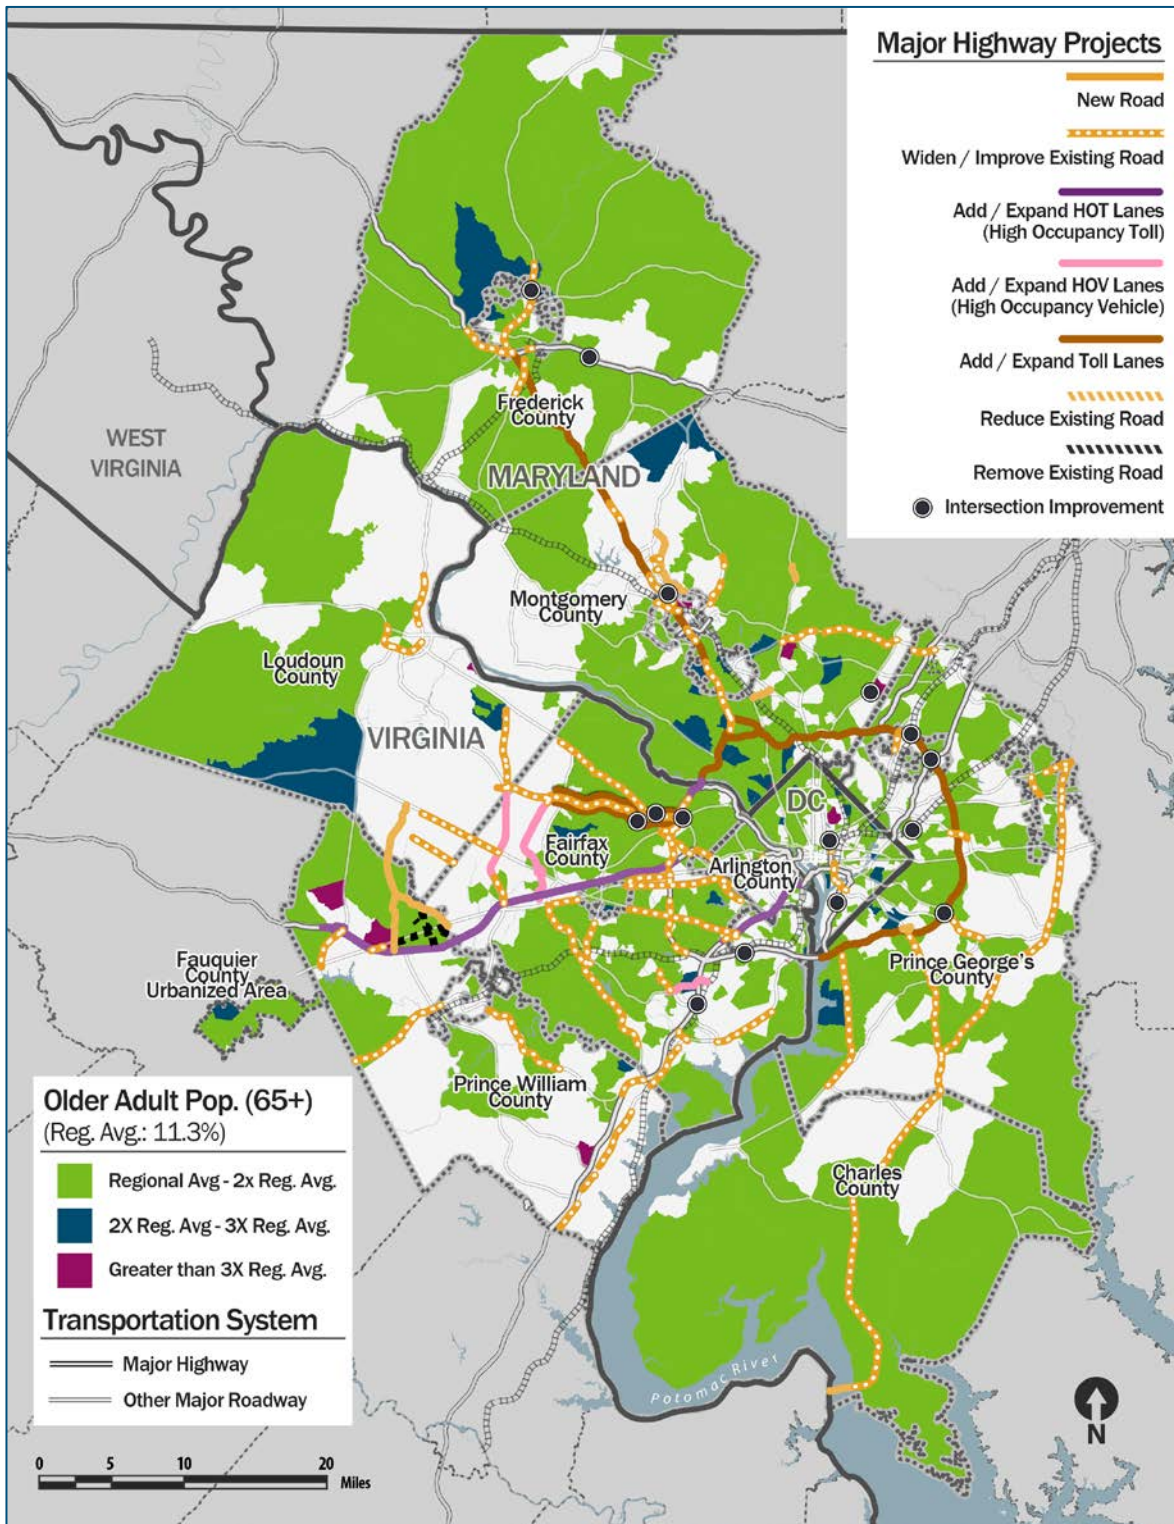 Major Highway Projects
New Road
Widen / Improve Existing Road
Add / Expand HOT Lanes
(High Occupancy Toll)
Add / Expand HOV Lanes
(High Occupancy Vehicle)
Add / Expand Toll Lanes
Reduce Existing Road
Remove Existing Road
Intersection Improvement
WEST
VIRGINIA
Frederick
County
MARYLAND
Montgomery
County
Loudoun
County
VIRGINIA
DC
Fairfax
County
Arlington
County
Fauquier
County
Urbanized Area
Prince George's
County
Prince William
County
Charles
County
Potomac River
Older Adult Pop. (65+)
(Reg. Avg.: 11.3%)
Regional Avg - 2x Reg. Avg.
2X Reg. Avg - 3X Reg. Avg.
Greater than 3X Reg. Avg.
Transportation System
Major Highway
Other Major Roadway
N
0 5 10 20
Miles